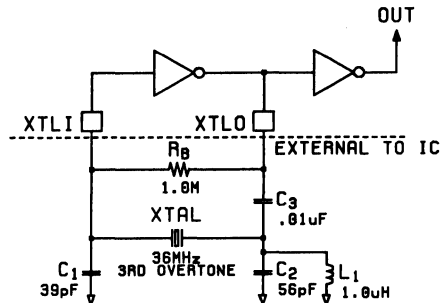 OUT
XTLI
XTLO
EXTERNAL TO IC
RB
1.0M
C3
.01uF
XTAL
36MHz
3RD OVERTONE
C1
39pF
C2
56pF
L1
1.0uH